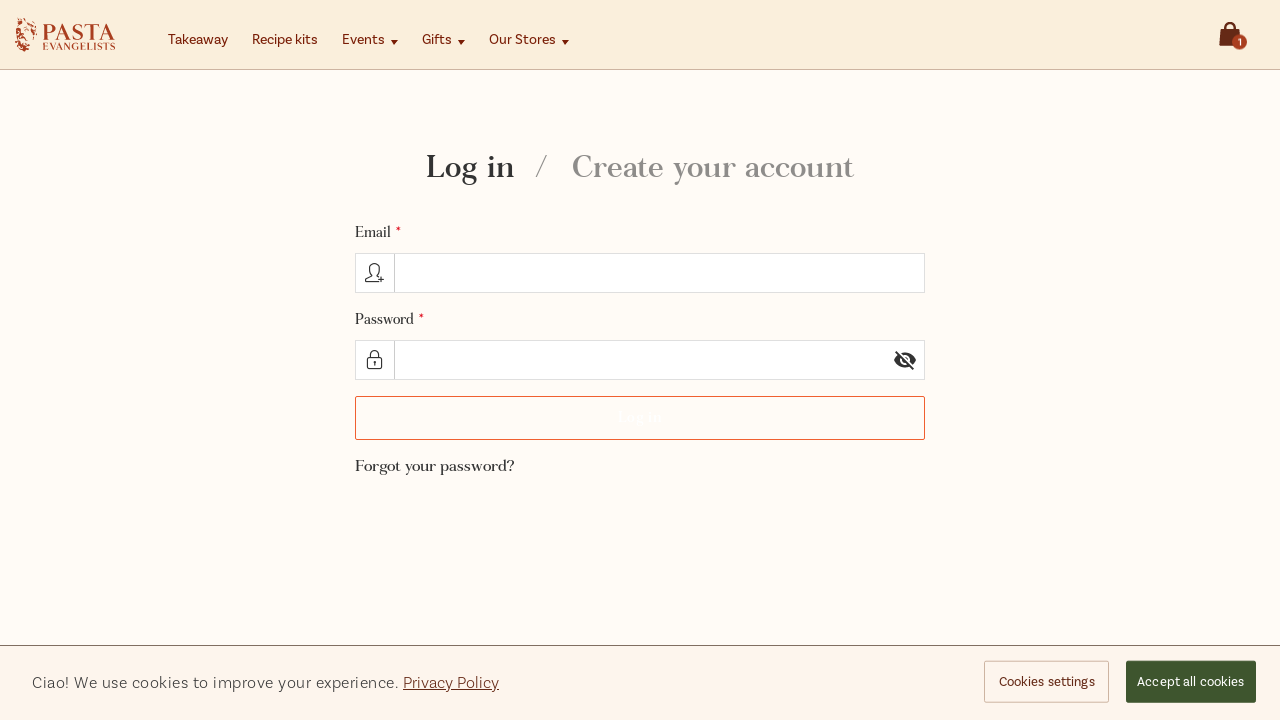 PASTA
EVANGELISTS
Takeaway
Recipe kits
Events
Gifts
Our Stores
1
Log in / Create your account
Email *
Password *
Forgot your password?
Ciao! We use cookies to improve your experience. Privacy Policy
Cookies settings
Accept all cookies